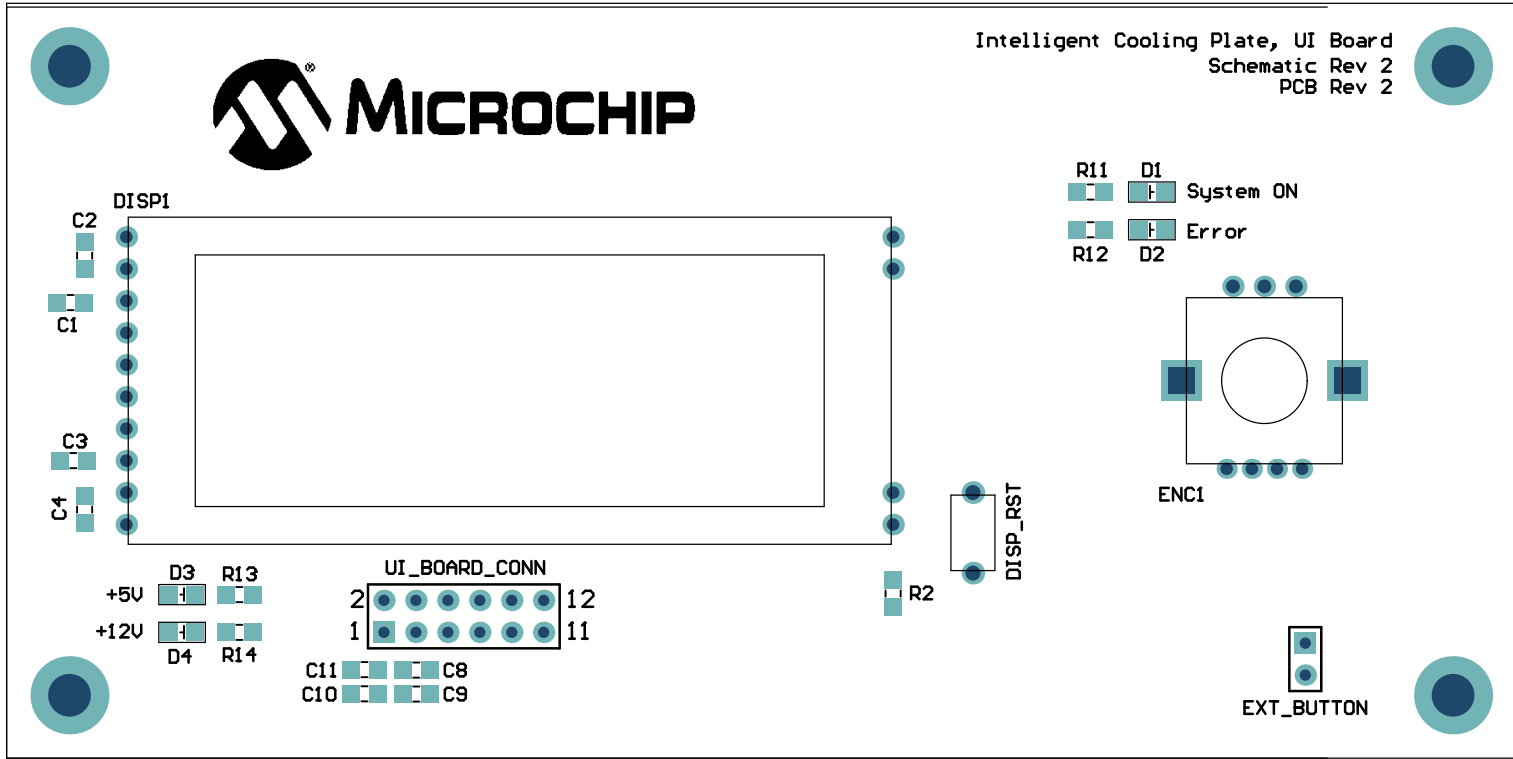 Intelligent Cooling Plate, UI Board
Schematic Rev 2
PCB Rev 2
® MICROCHIP
R11 D1
System ON
Error
R12 D2
DISP1
C2
C1
C3
C4
ENC1
DISP_RST
D3 R13
+5V
+12V
D4 R14
UI_BOARD_CONN
2 12
1 11
R2
C11 C8
C10 C9
EXT_BUTTON